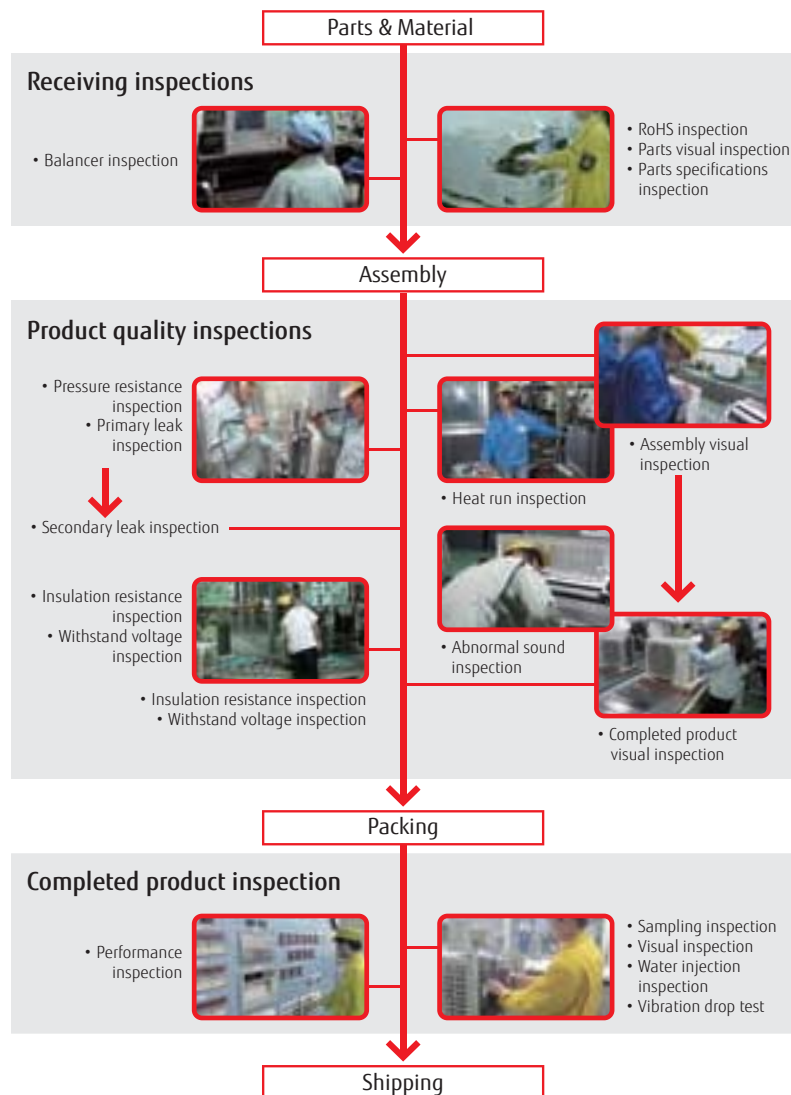 Parts & Material
Receiving inspections
• Balancer inspection
• RoHS inspection
• Parts visual inspection
• Parts specifications
inspection
Assembly
Product quality inspections
• Pressure resistance
inspection
• Primary leak
inspection
• Secondary leak inspection
• Heat run inspection
• Assembly visual
inspection
• Insulation resistance
inspection
• Withstand voltage
inspection
• Insulation resistance inspection
• Withstand voltage inspection
• Abnormal sound
inspection
• Completed product
visual inspection
Packing
Completed product inspection
• Performance
inspection
• Sampling inspection
• Visual inspection
• Water injection
inspection
• Vibration drop test
Shipping